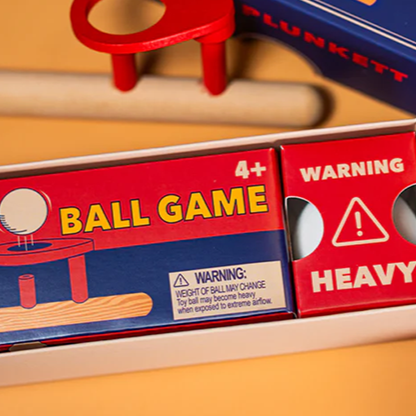 PLUNKETT
4+
BALL GAME
WARNING:
WEIGHT OF BALL MAY CHANGE
Toy ball may become heavy
when exposed to extreme airflow.
WARNING
HEAVY